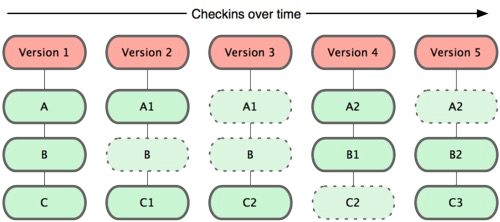 Checkins over time
Version 1 Version 2 Version 3 Version 4 Version 5
A A1 A1 A2 A2
B B B B1 B2
C C1 C2 C2 C3